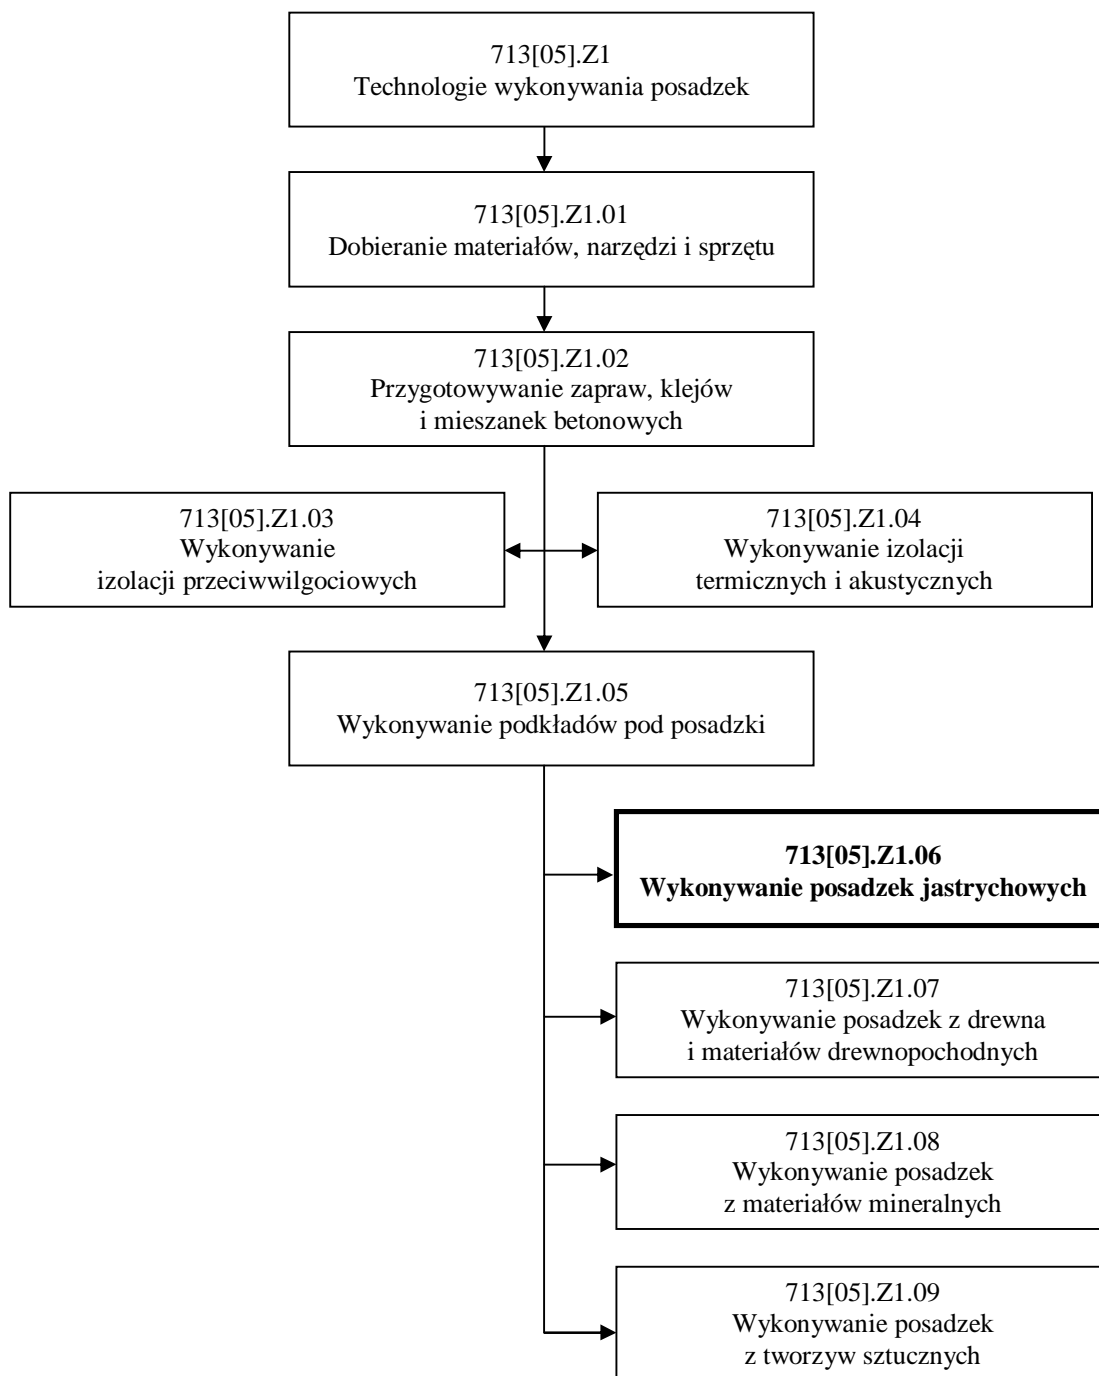 713[05].Z1
Technologie wykonywania posadzek
713[05].Z1.01
Dobieranie materiałów, narzędzi i sprzętu
713[05].Z1.02
Przygotowywanie zapraw, klejów
i mieszanek betonowych
713[05].Z1.03
Wykonywanie
izolacji przeciwwilgociowych
713[05].Z1.04
Wykonywanie izolacji
termicznych i akustycznych
713[05].Z1.05
Wykonywanie podkładów pod posadzki
713[05].Z1.06
Wykonywanie posadzek jastrychowych
713[05].Z1.07
Wykonywanie posadzek z drewna
i materiałów drewnopochodnych
713[05].Z1.08
Wykonywanie posadzek
z materiałów mineralnych
713[05].Z1.09
Wykonywanie posadzek
z tworzyw sztucznych